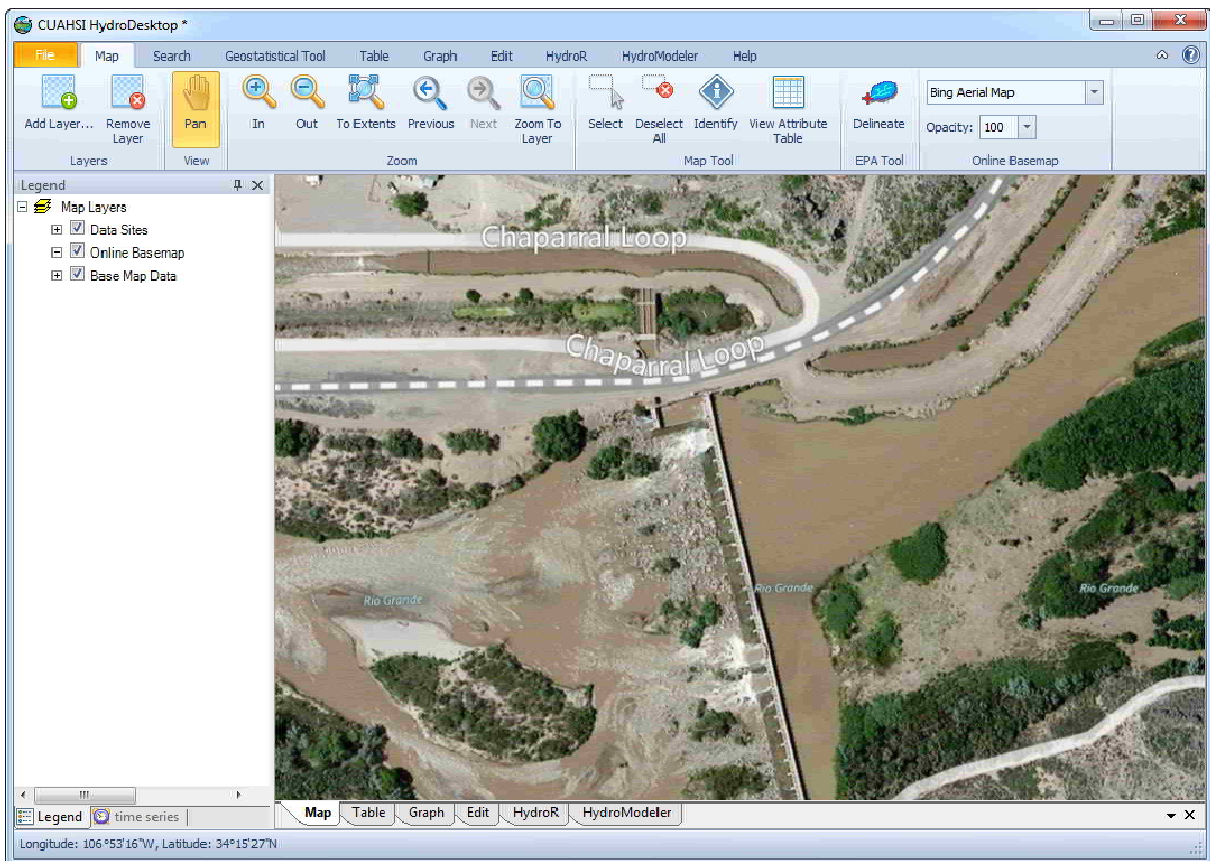 CUAHSI HydroDesktop *
File Map Search Geostatistical Tool Table Graph Edit HydroR HydroModeler Help
Add Layer... Remove Layer Pan In Out To Extents Previous Next Zoom To Layer Select Deselect All Identify View Attribute Table Delineate Bing Aerial Map
Opacity: 100
Layers View Zoom Map Tool EPA Tool Online Basemap
Legend
Map Layers
Data Sites
Online Basemap
Base Map Data
Chaparral Loop
Chaparral Loop
Rio Grande
Rio Grande
Rio Grande
Legend time series
Map Table Graph Edit HydroR HydroModeler
Longitude: 106°53'16"W, Latitude: 34°15'27"N